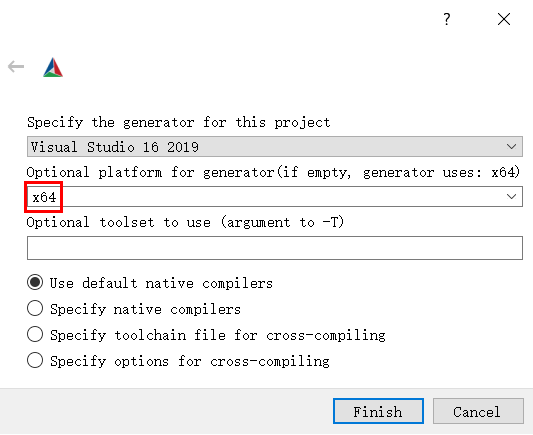 ?
Specify the generator for this project
Visual Studio 16 2019
Optional platform for generator(if empty, generator uses: x64)
x64
Optional toolset to use (argument to -T)
Use default native compilers
Specify native compilers
Specify toolchain file for cross-compiling
Specify options for cross-compiling
Finish Cancel